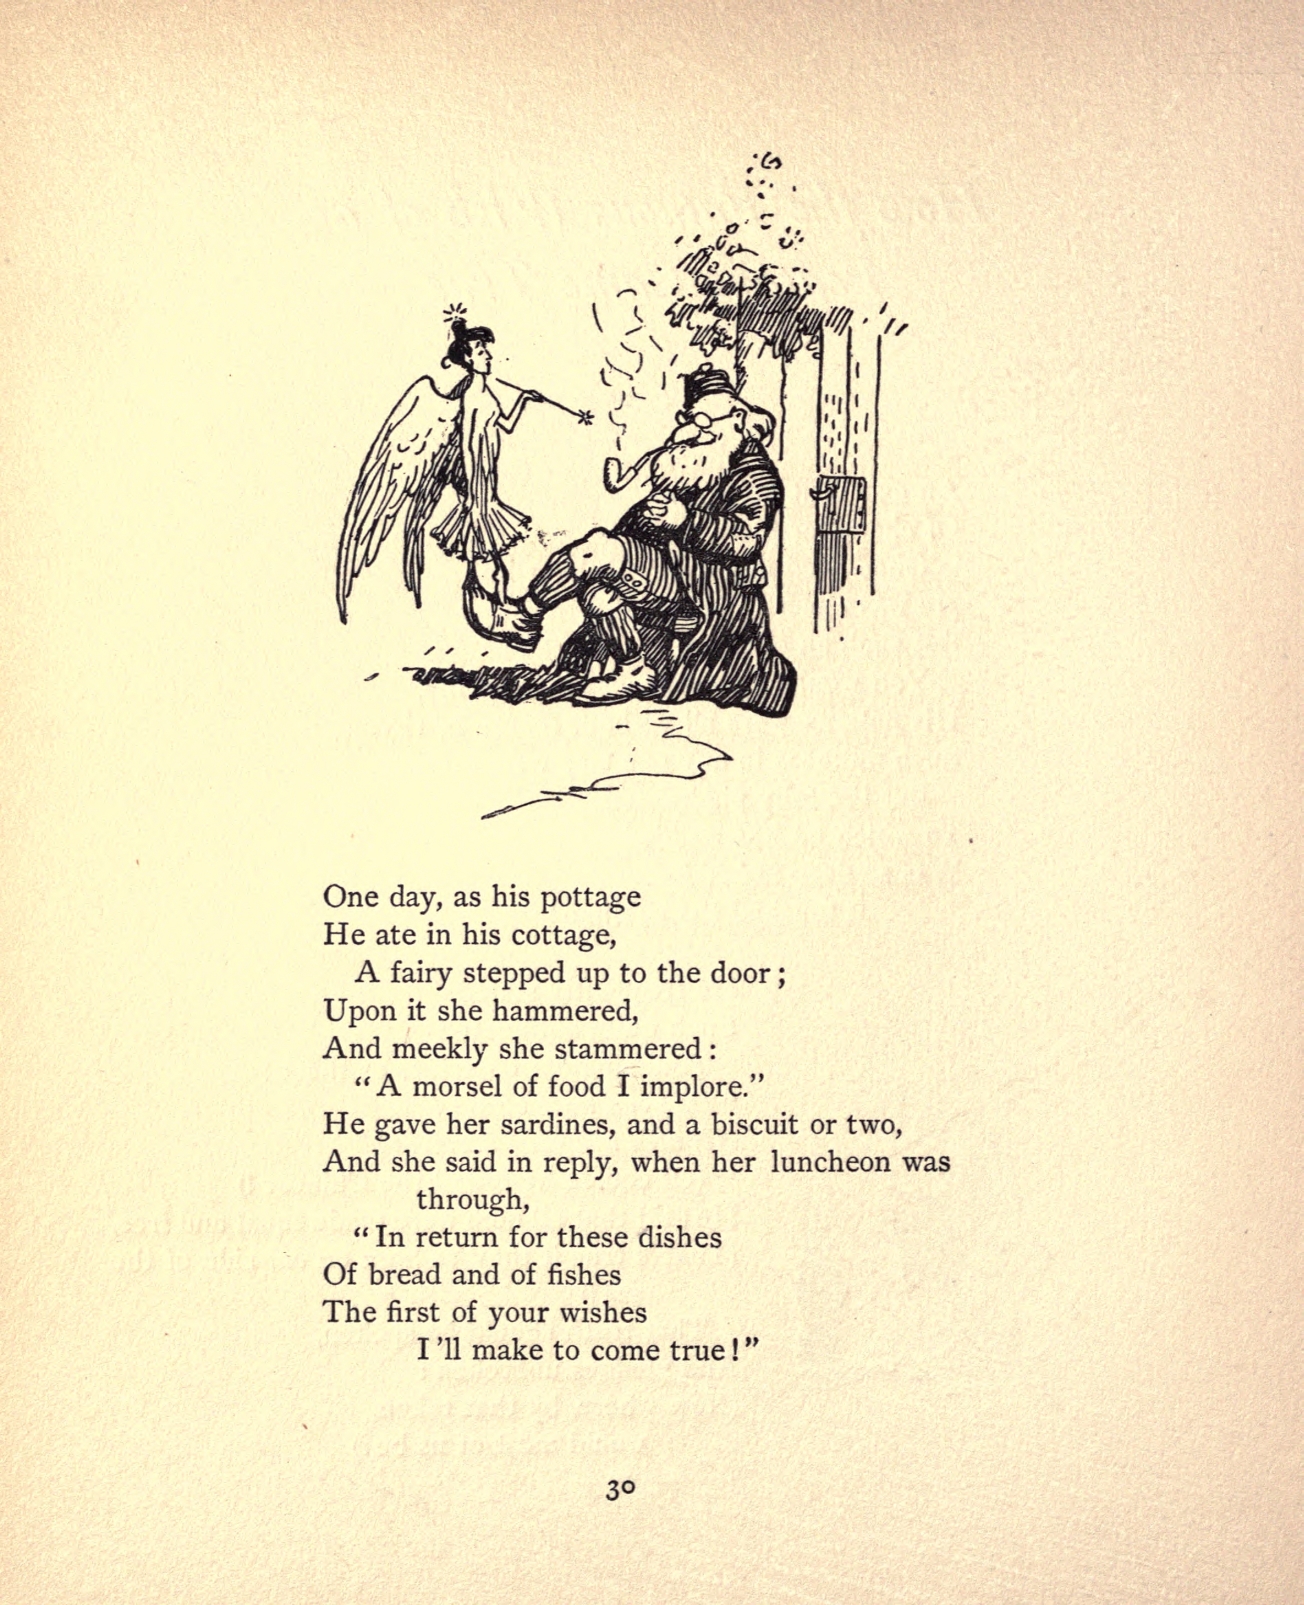 One day, as his pottage
He ate in his cottage,
A fairy stepped up to the door;
Upon it she hammered,
And meekly she stammered:
“A morsel of food I implore.”
He gave her sardines, and a biscuit or two,
And she said in reply, when her luncheon was
through,
“In return for these dishes
Of bread and of fishes
The first of your wishes
I'll make to come true!”
30